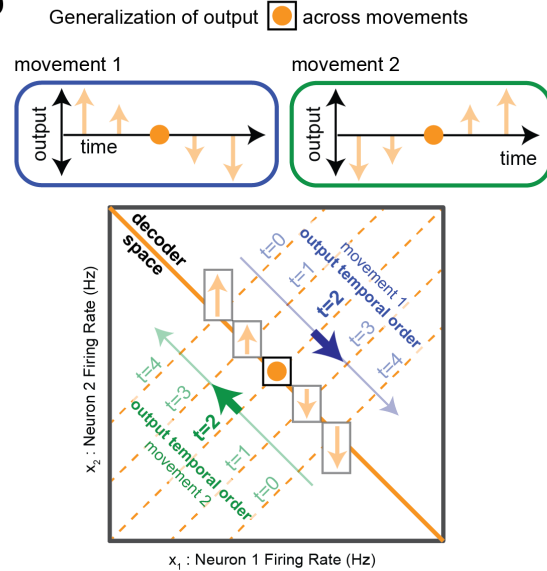 Generalization of output across movements
movement 1
output
time
movement 2
output
time
decoder
space
t=0
t=1
t=2
t=3
t=4
movement 1
output temporal order
t=4
t=3
t=2
t=1
t=0
output temporal order
movement 2
x2 : Neuron 2 Firing Rate (Hz)
x1 : Neuron 1 Firing Rate (Hz)